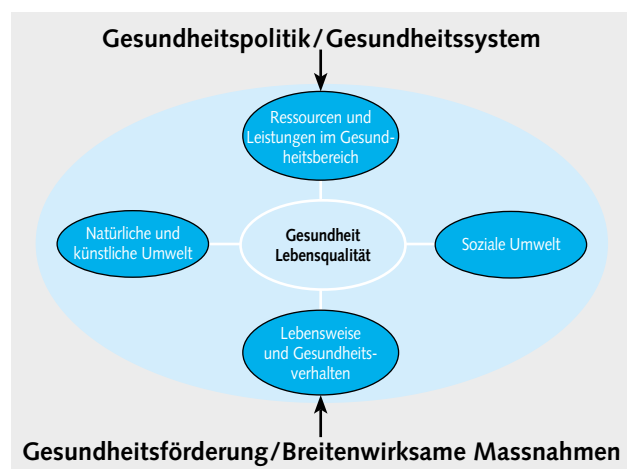 Gesundheitspolitik/Gesundheitssystem
Ressourcen und
Leistungen im Gesund-
heitsbereich
Natürliche und
künstliche Umwelt
Gesundheit
Lebensqualität
Soziale Umwelt
Lebensweise
und Gesundheits-
verhalten
Gesundheitsförderung/Breitenwirksame Massnahmen